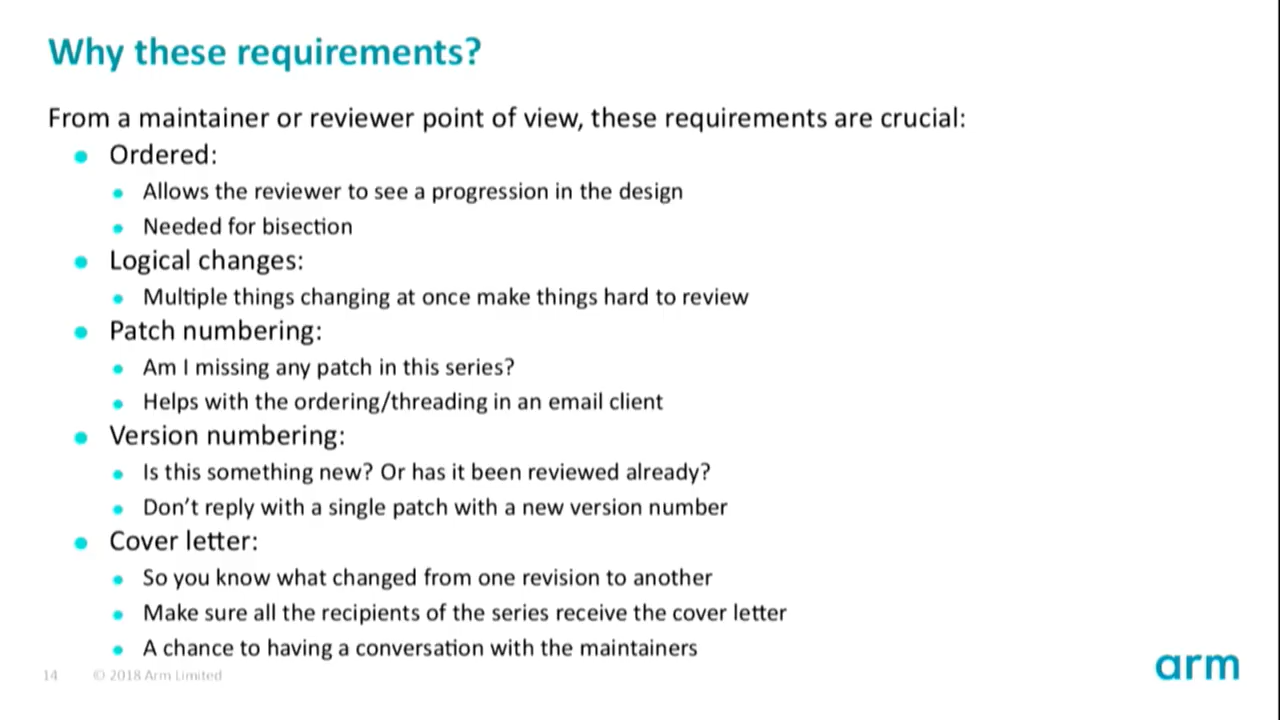 Why these requirements?
From a maintainer or reviewer point of view, these requirements are crucial:
Ordered:
Allows the reviewer to see a progression in the design
Needed for bisection
Logical changes:
Multiple things changing at once make things hard to review
Patch numbering:
Am I missing any patch in this series?
Helps with the ordering/threading in an email client
Version numbering:
Is this something new? Or has it been reviewed already?
Don’t reply with a single patch with a new version number
Cover letter:
So you know what changed from one revision to another
Make sure all the recipients of the series receive the cover letter
A chance to having a conversation with the maintainers
14 © 2018 Arm Limited
arm